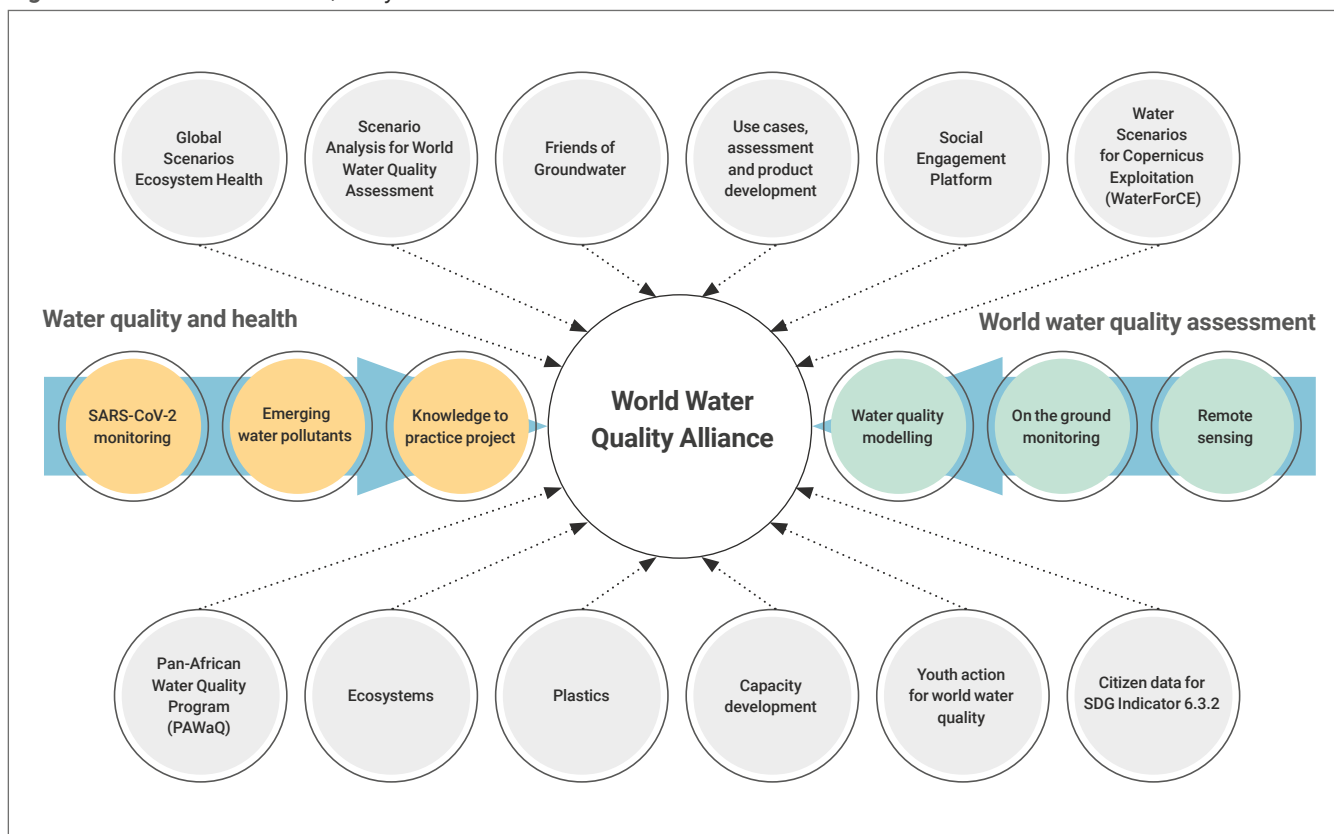 Global
Scenarios
Ecosystem Health
Scenario
Analysis for World
Water Quality
Assessment
Friends of
Groundwater
Use cases,
assessment
and product
development
Social
Engagement
Platform
Water
Scenarios
for Copernicus
Exploitation
(WaterForCE)
Water quality and health
World water quality assessment
SARS-CoV-2
monitoring
Emerging
water pollutants
Knowledge to
practice project
World Water
Quality Alliance
Water quality
modelling
On the ground
monitoring
Remote
sensing
Pan-African
Water Quality
Program
(PAWaQ)
Ecosystems
Plastics
Capacity
development
Youth action
for world water
quality
Citizen data for
SDG Indicator 6.3.2